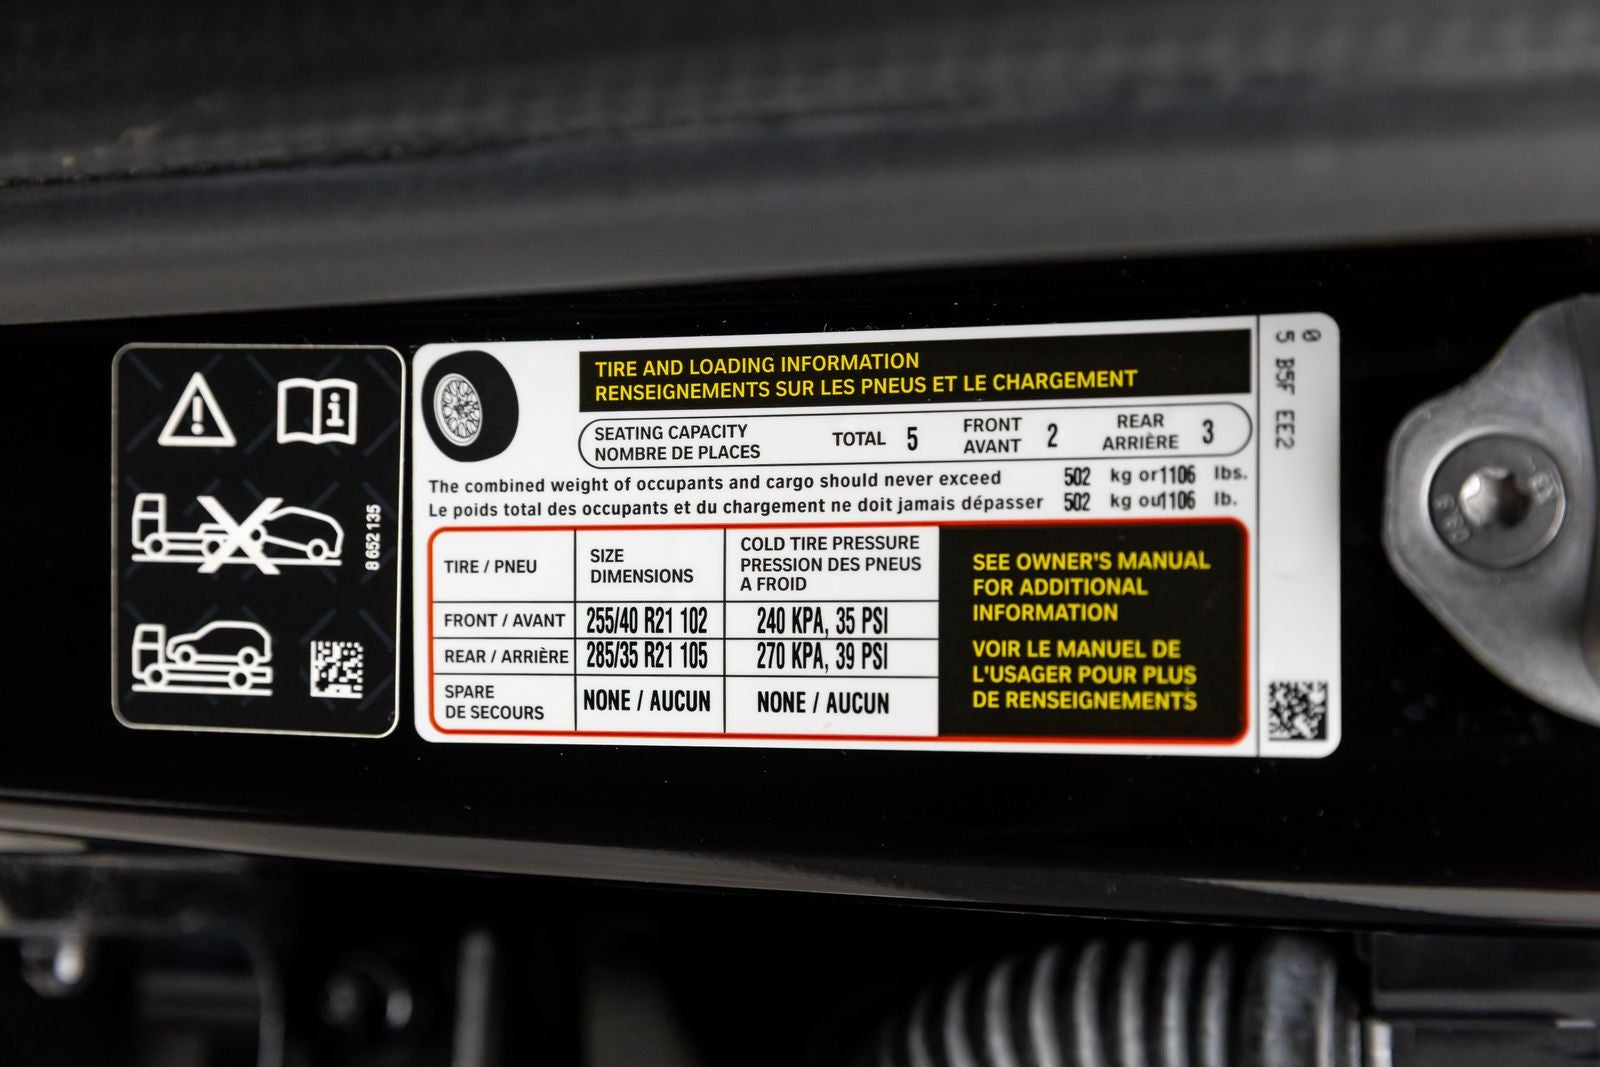 8 652 135
TIRE AND LOADING INFORMATION
RENSEIGNEMENTS SUR LES PNEUS ET LE CHARGEMENT
SEATING CAPACITY
NOMBRE DE PLACES
TOTAL 5
FRONT
AVANT
2
REAR
ARRIÈRE
3
The combined weight of occupants and cargo should never exceed 502 kg or1106 lbs.
Le poids total des occupants et du chargement ne doit jamais dépasser 502 kg ou1106 lb.
TIRE / PNEU
SIZE
DIMENSIONS
COLD TIRE PRESSURE
PRESSION DES PNEUS
A FROID
FRONT / AVANT 255/40 R21 102 240 KPA, 35 PSI
REAR / ARRIÈRE 285/35 R21 105 270 KPA, 39 PSI
SPARE
DE SECOURS
NONE / AUCUN NONE / AUCUN
SEE OWNER'S MANUAL
FOR ADDITIONAL
INFORMATION
VOIR LE MANUEL DE
L'USAGER POUR PLUS
DE RENSEIGNEMENTS
0
5 B5F EE2